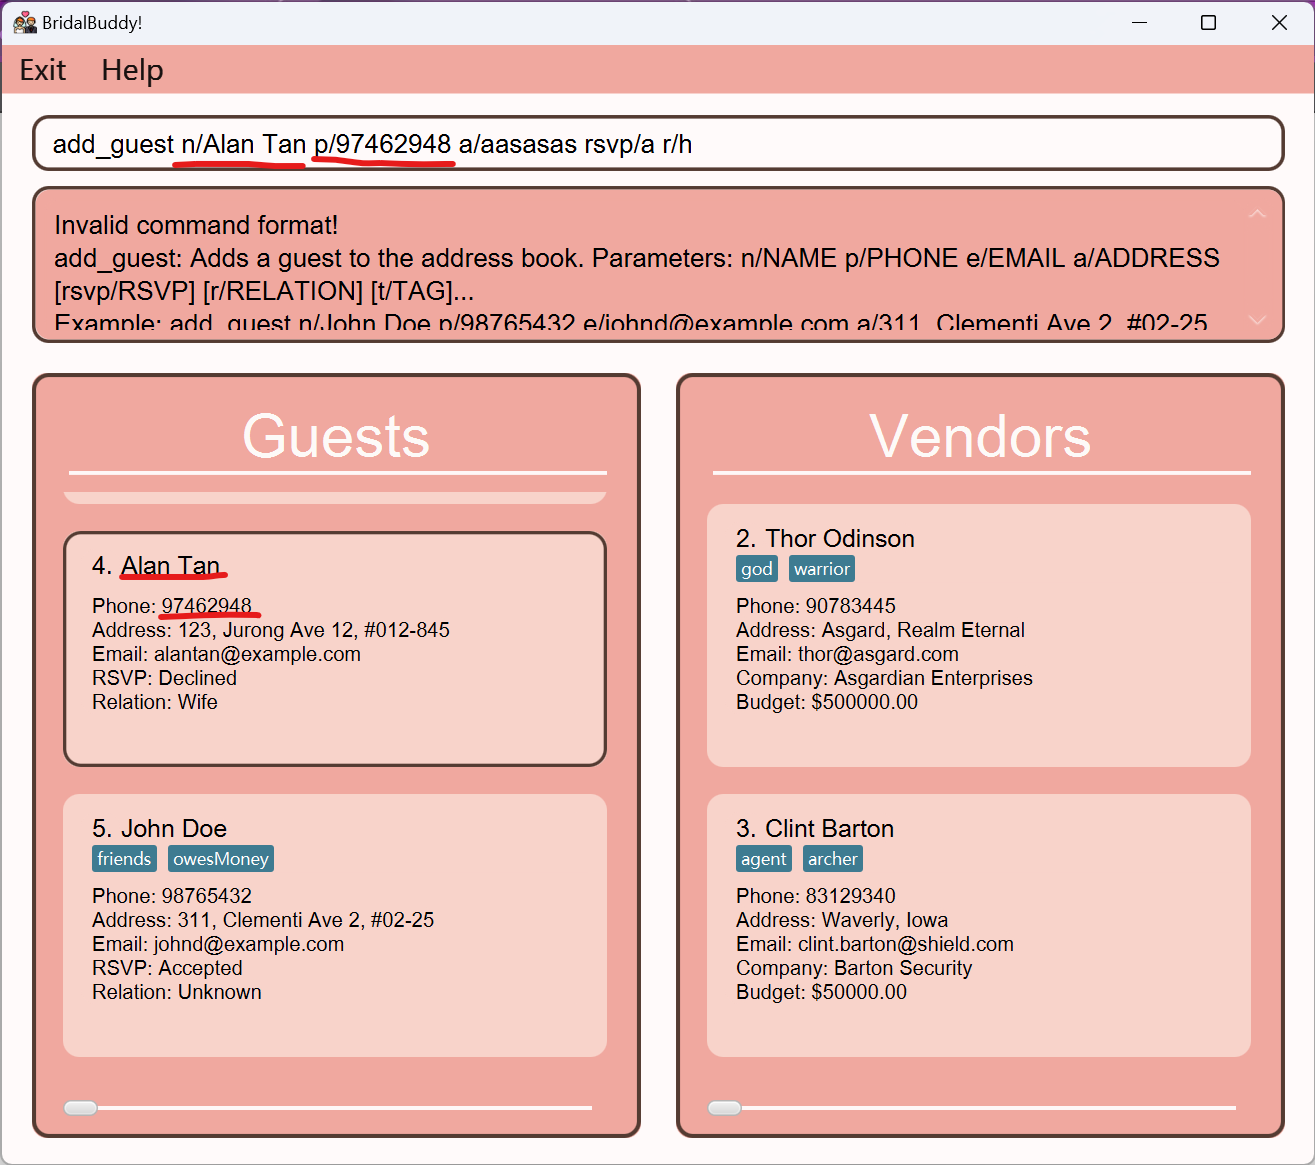 BridalBuddy!
Exit Help
add_guest n/Alan Tan p/97462948 a/aasasas rsvp/a r/h
Invalid command format!
add_guest: Adds a guest to the address book. Parameters: n/NAME p/PHONE e/EMAIL a/ADDRESS
[rsvp/RSVP] [r/RELATION] [t/TAG]...
Example: add_guest n/John Doe p/98765432 e/johnd@example.com a/311, Clementi Ave 2, #02-25
Guests
4. Alan Tan
Phone: 97462948
Address: 123, Jurong Ave 12, #012-845
Email: alantan@example.com
RSVP: Declined
Relation: Wife
5. John Doe
friends owesMoney
Phone: 98765432
Address: 311, Clementi Ave 2, #02-25
Email: johnd@example.com
RSVP: Accepted
Relation: Unknown
Vendors
2. Thor Odinson
god warrior
Phone: 90783445
Address: Asgard, Realm Eternal
Email: thor@asgard.com
Company: Asgardian Enterprises
Budget: $500000.00
3. Clint Barton
agent archer
Phone: 83129340
Address: Waverly, Iowa
Email: clint.barton@shield.com
Company: Barton Security
Budget: $50000.00